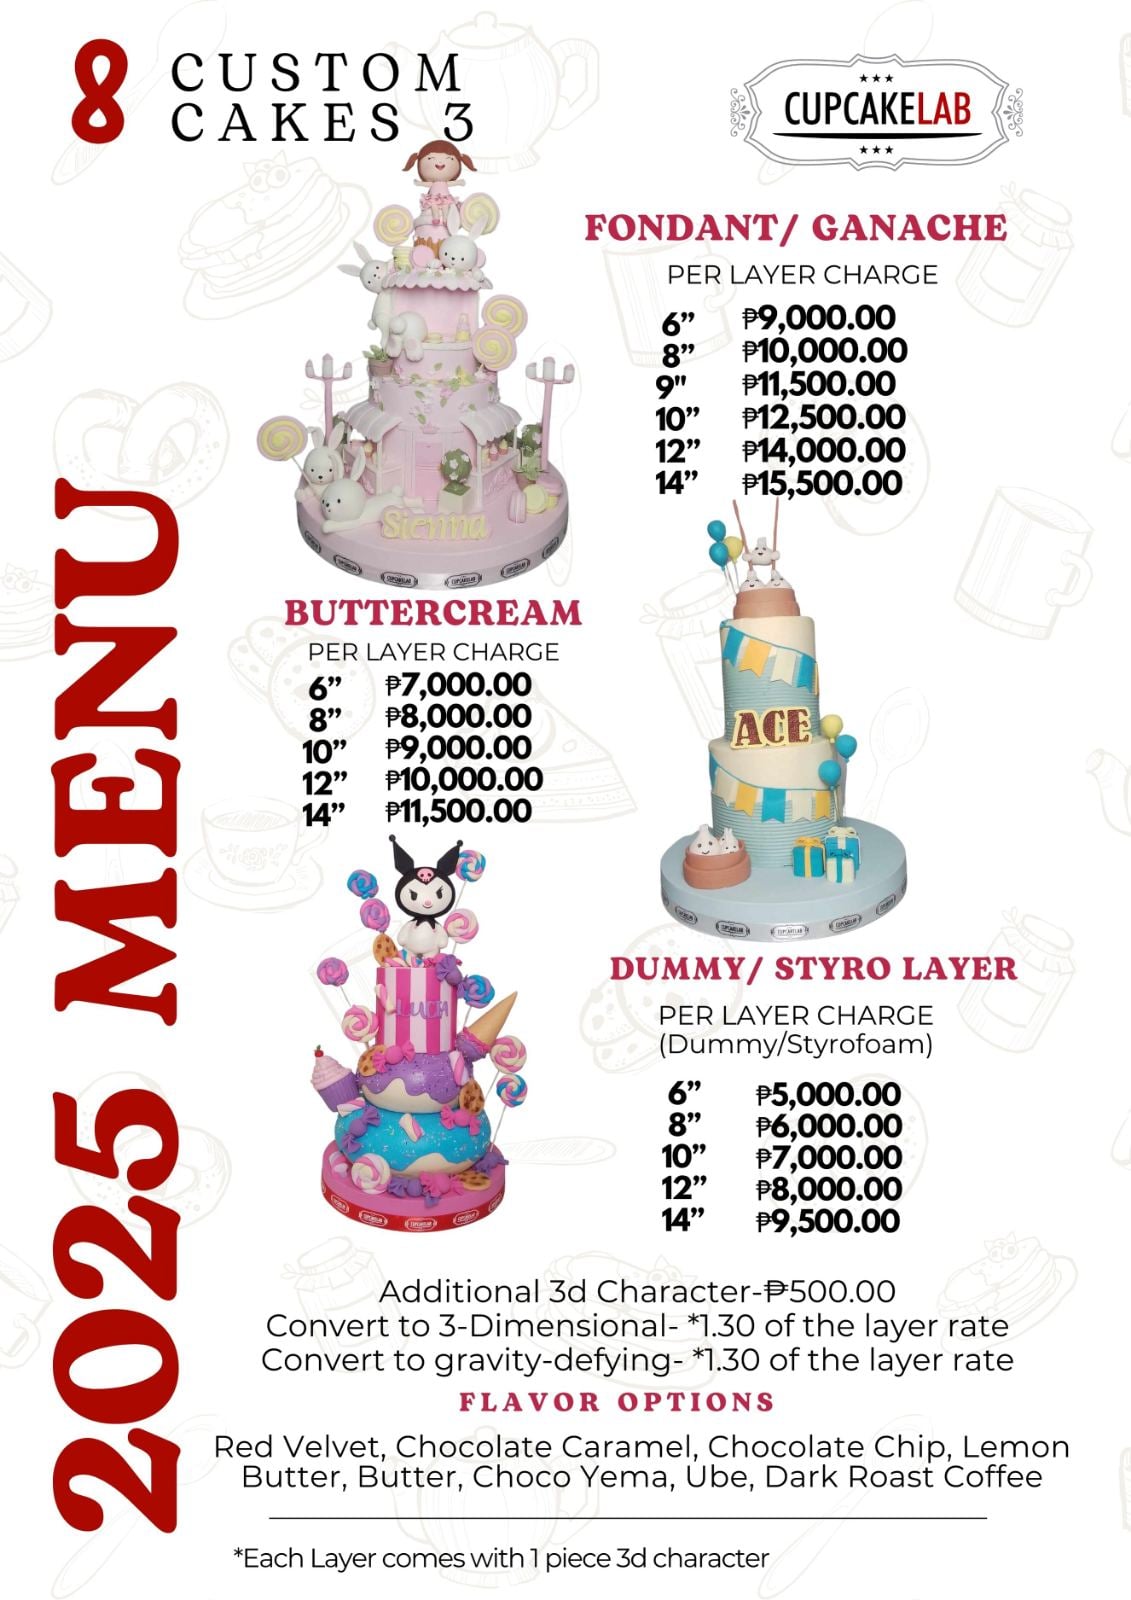 8 CUSTOM
CAKES 3
CUPCAKELAB
2025 MENU
FONDANT/ GANACHE
PER LAYER CHARGE
6” ₱9,000.00
8” ₱10,000.00
9" ₱11,500.00
10” ₱12,500.00
12” ₱14,000.00
14” ₱15,500.00
Sienna
CUPCAKELAB
CUPCAKELAB
BUTTERCREAM
PER LAYER CHARGE
6” ₱7,000.00
8” ₱8,000.00
10” ₱9,000.00
12” ₱10,000.00
14” ₱11,500.00
ACE
LUCIA
DUMMY/ STYRO LAYER
PER LAYER CHARGE
(Dummy/Styrofoam)
6” ₱5,000.00
8” ₱6,000.00
10” ₱7,000.00
12” ₱8,000.00
14” ₱9,500.00
Additional 3d Character-₱500.00
Convert to 3-Dimensional- *1.30 of the layer rate
Convert to gravity-defying- *1.30 of the layer rate
FLAVOR OPTIONS
Red Velvet, Chocolate Caramel, Chocolate Chip, Lemon
Butter, Butter, Choco Yema, Ube, Dark Roast Coffee
*Each Layer comes with 1 piece 3d character